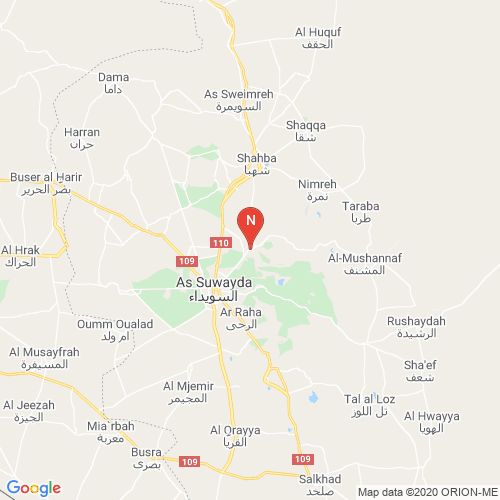 Al Huquf
الحقف
Dama
داما
As Sweimreh
السويمرة
Harran
حران
Shaqqa
شقا
Shahba
شهبا
Buser al Harir
بصر الحرير
Nimreh
نمرة
Taraba
طربا
N
110
Al Hrak
الحراك
109
Al-Mushannaf
المشنف
As Suwayda
السويداء
Ar Raha
الرحى
Oumm Oualad
ام ولد
Rushaydah
الرشيدة
Al Musayfrah
المسيفرة
Sha'ef
شعف
Al Mjemir
المجيمر
Tal al Loz
تل اللوز
Al Jeezah
الجيزة
Al Hwayya
الهويا
Mia`rbah
معربة
Al Qrayya
القريا
Busra
بصرى
109
109
Salkhad
صلخد
Google
Map data ©2020 ORION-ME